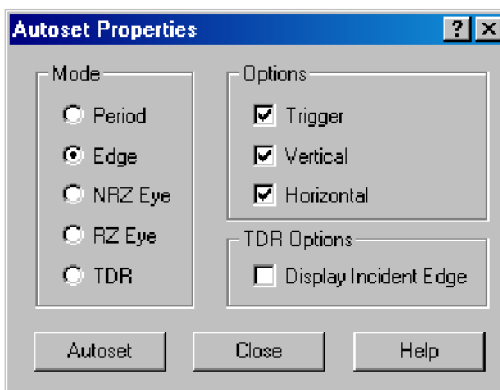 Autoset Properties
Mode
Period
Edge
NRZ Eye
RZ Eye
TDR
Options
Trigger
Vertical
Horizontal
TDR Options
Display Incident Edge
Autoset
Close
Help